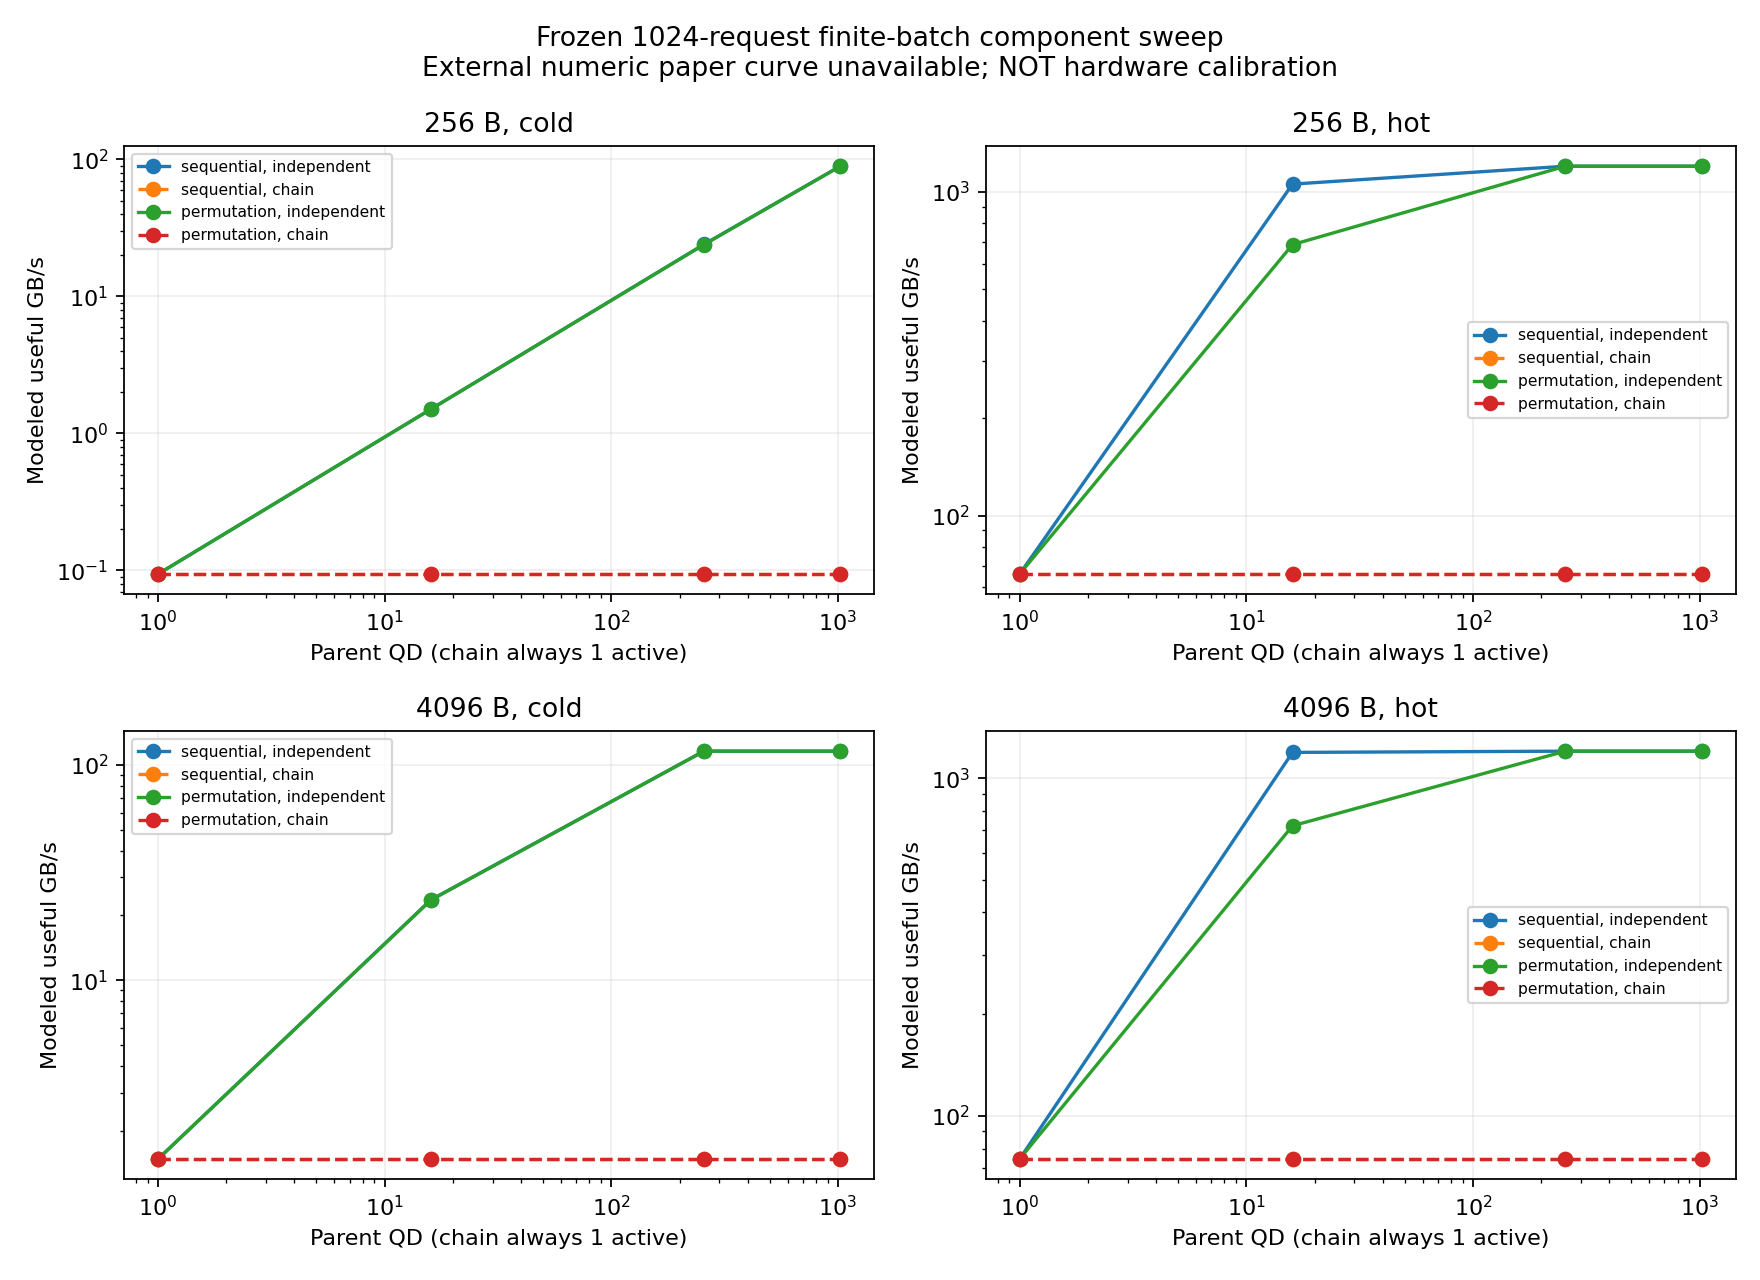 Frozen 1024-request finite-batch component sweep
External numeric paper curve unavailable; NOT hardware calibration
256 B, cold
10²
10¹
10⁰
10⁻¹
Modeled useful GB/s
sequential, independent
sequential, chain
permutation, independent
permutation, chain
10⁰ 10¹ 10² 10³
Parent QD (chain always 1 active)
256 B, hot
10³
10²
Modeled useful GB/s
sequential, independent
sequential, chain
permutation, independent
permutation, chain
10⁰ 10¹ 10² 10³
Parent QD (chain always 1 active)
4096 B, cold
10²
10¹
Modeled useful GB/s
sequential, independent
sequential, chain
permutation, independent
permutation, chain
10⁰ 10¹ 10² 10³
Parent QD (chain always 1 active)
4096 B, hot
10³
10²
Modeled useful GB/s
sequential, independent
sequential, chain
permutation, independent
permutation, chain
10⁰ 10¹ 10² 10³
Parent QD (chain always 1 active)